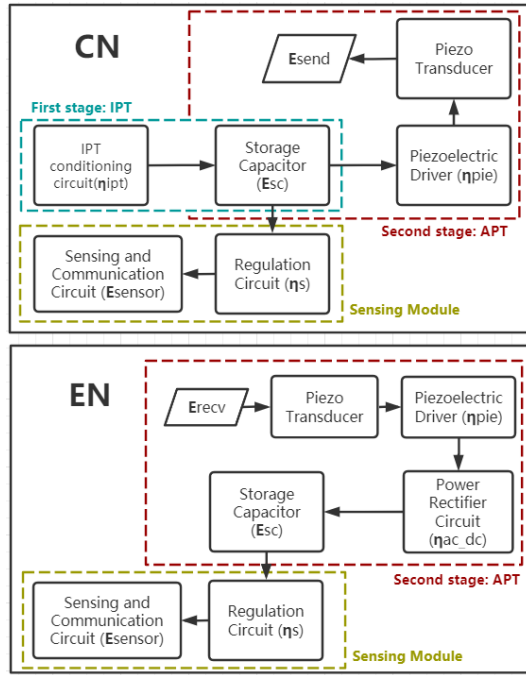 CN
Esend
Piezo
Transducer
First stage: IPT
IPT
conditioning
circuit(ηipt)
Storage
Capacitor
(Esc)
Piezoelectric
Driver (ηpie)
Second stage: APT
Sensing and
Communication
Circuit (Esensor)
Regulation
Circuit (ηs)
Sensing Module
EN
Erecv
Piezo
Transducer
Piezoelectric
Driver (ηpie)
Storage
Capacitor
(Esc)
Power
Rectifier
Circuit
(ηac_dc)
Second stage: APT
Sensing and
Communication
Circuit (Esensor)
Regulation
Circuit (ηs)
Sensing Module